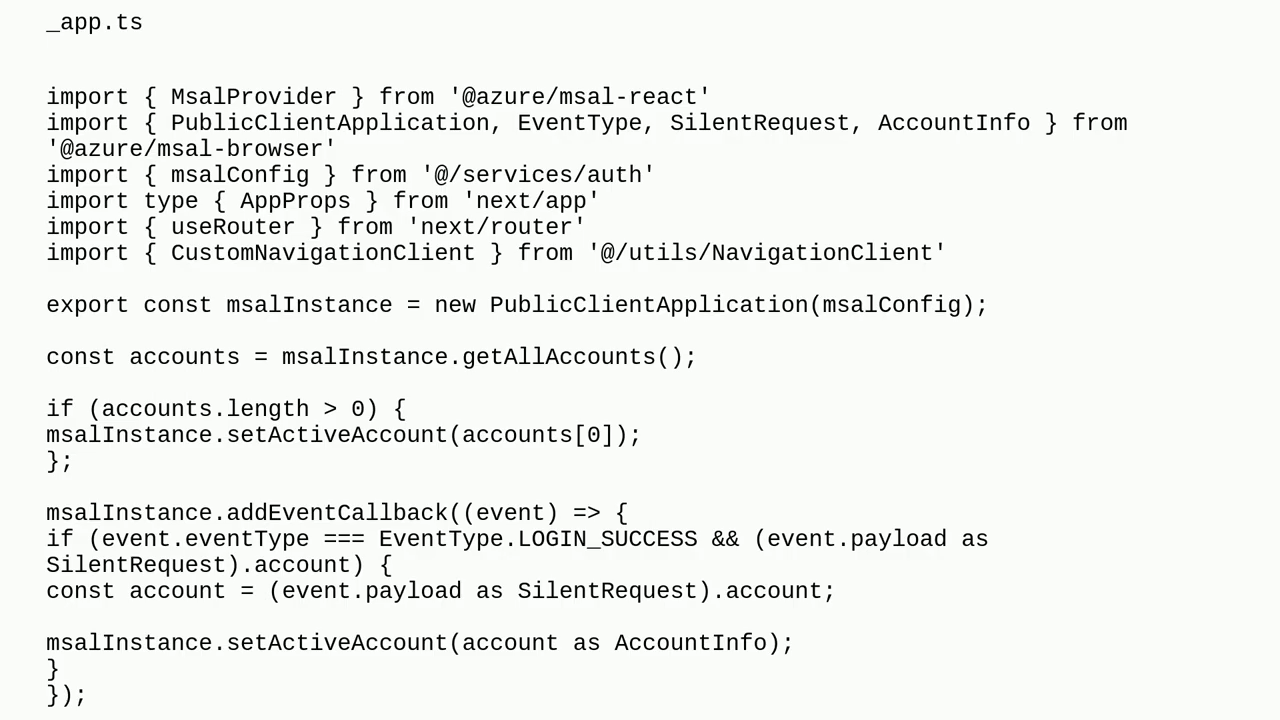 _app.ts
import { MsalProvider } from '@azure/msal-react'
import { PublicClientApplication, EventType, SilentRequest, AccountInfo } from
'@azure/msal-browser'
import { msalConfig } from '@/services/auth'
import type { AppProps } from 'next/app'
import { useRouter } from 'next/router'
import { CustomNavigationClient } from '@/utils/NavigationClient'
export const msalInstance = new PublicClientApplication(msalConfig);
const accounts = msalInstance.getAllAccounts();
if (accounts.length > 0) {
msalInstance.setActiveAccount(accounts[0]);
};
msalInstance.addEventCallback((event) => {
if (event.eventType === EventType.LOGIN_SUCCESS && (event.payload as
SilentRequest).account) {
const account = (event.payload as SilentRequest).account;
msalInstance.setActiveAccount(account as AccountInfo);
}
});